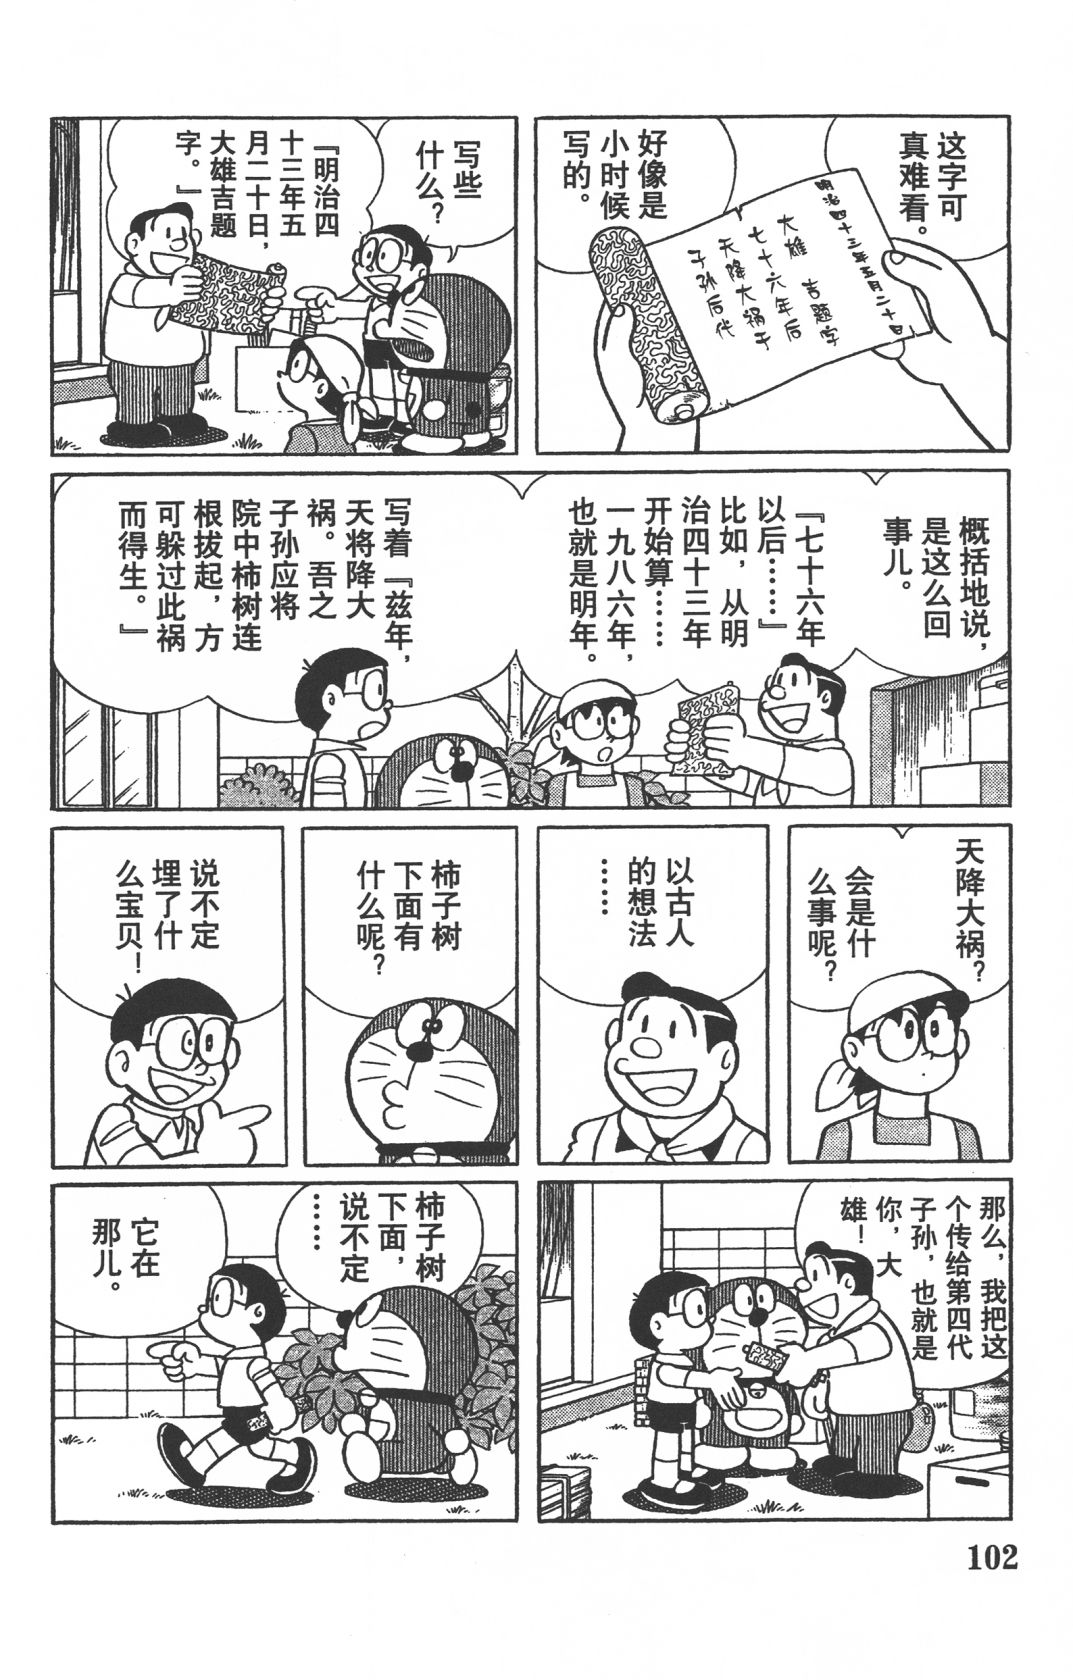 这字可
真难看。
好像是
小时候
写的。
明治四十三年五月二十日
大雄 吉题字
七十六年后
天降大祸于
子孙后代
写些
什么？
『明治四
十三年五
月二十日，
大雄吉题
字。』
概括地说，
是这么回
事儿。
『七十六年
以后……』
比如，从明
治四十三年
开始算……
一九八六年，
也就是明年。
写着『兹年，
天将降大
祸。吾之
子孙应将
院中柿树连
根拔起，方
可躲过此祸
而得生。』
天降大祸？
会是什
么事呢？
以古人
的想法
……
柿子树
下面有
什么呢？
说不定
埋了什
么宝贝！
那么，我把这
个传给第四代
子孙，也就是
你，大
雄！
柿子树
下面，
说不定
……
它在
那儿。
102